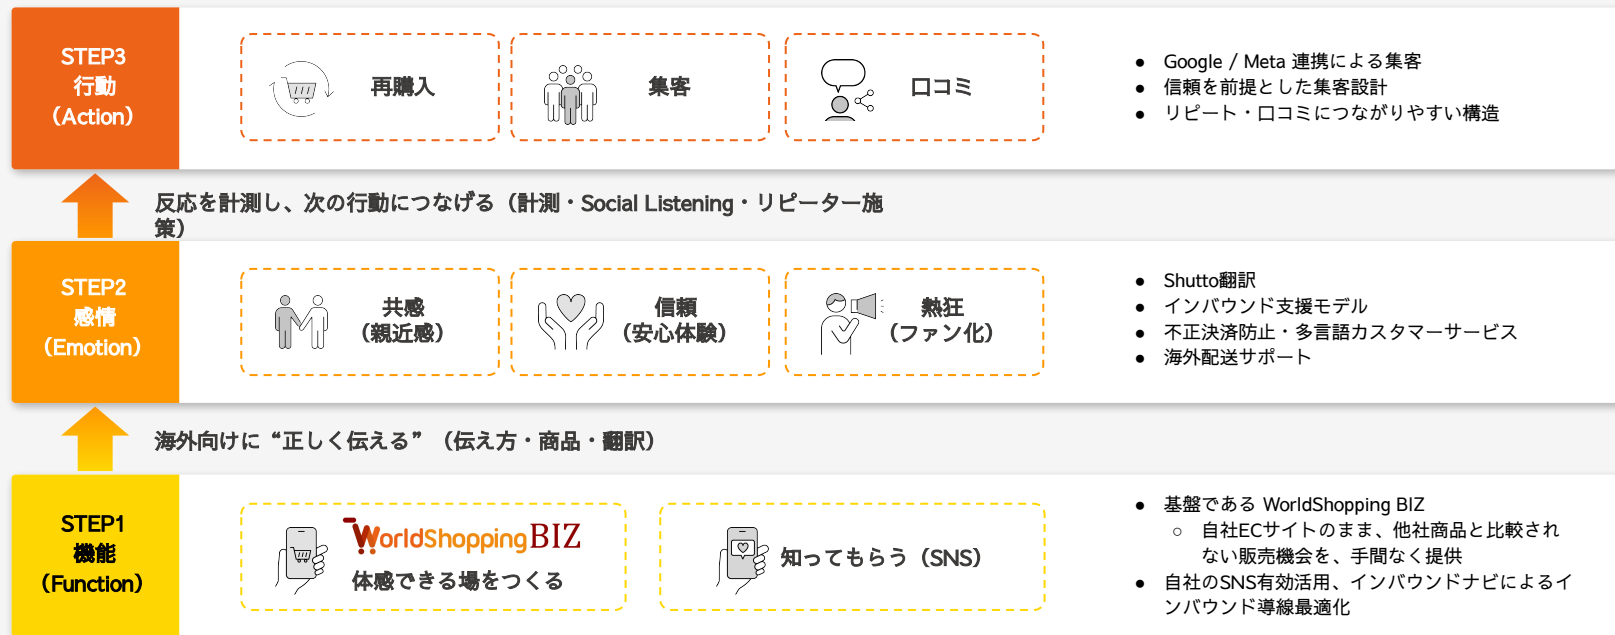 STEP3
行動
（Action）
再購入
集客
口コミ
● Google / Meta 連携による集客
● 信頼を前提とした集客設計
● リピート・口コミにつながりやすい構造
反応を計測し、次の行動につなげる（計測・Social Listening・リピーター施
策）
STEP2
感情
（Emotion）
共感
（親近感）
信頼
（安心体験）
熱狂
（ファン化）
● Shutto翻訳
● インバウンド支援モデル
● 不正決済防止・多言語カスタマーサービス
● 海外配送サポート
海外向けに“正しく伝える”（伝え方・商品・翻訳）
STEP1
機能
（Function）
WorldShopping BIZ
体感できる場をつくる
知ってもらう（SNS）
● 基盤である WorldShopping BIZ
○ 自社ECサイトのまま、他社商品と比較され
ない販売機会を、手間なく提供
● 自社のSNS有効活用、インバウンドナビによるイ
ンバウンド導線最適化